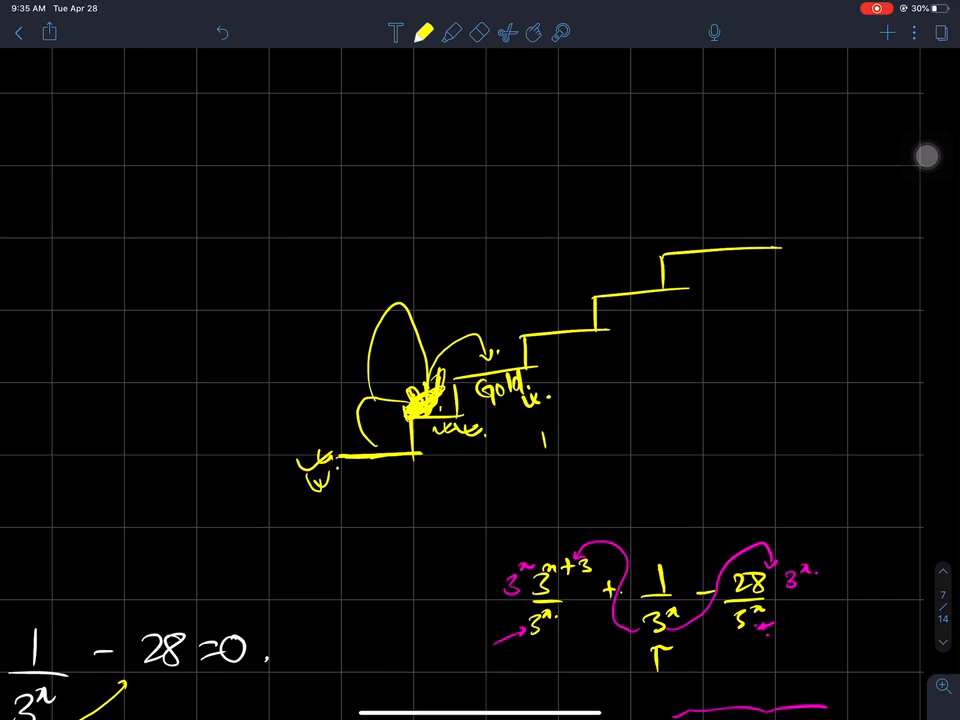 9:35 AM Tue Apr 28
30%
T
Gold.
3^x 3^{x+3} / 3^x. + 1 / 3^x - 28 / 3^x 3^x.
1 / 3^x - 28 = 0.
7 / 14